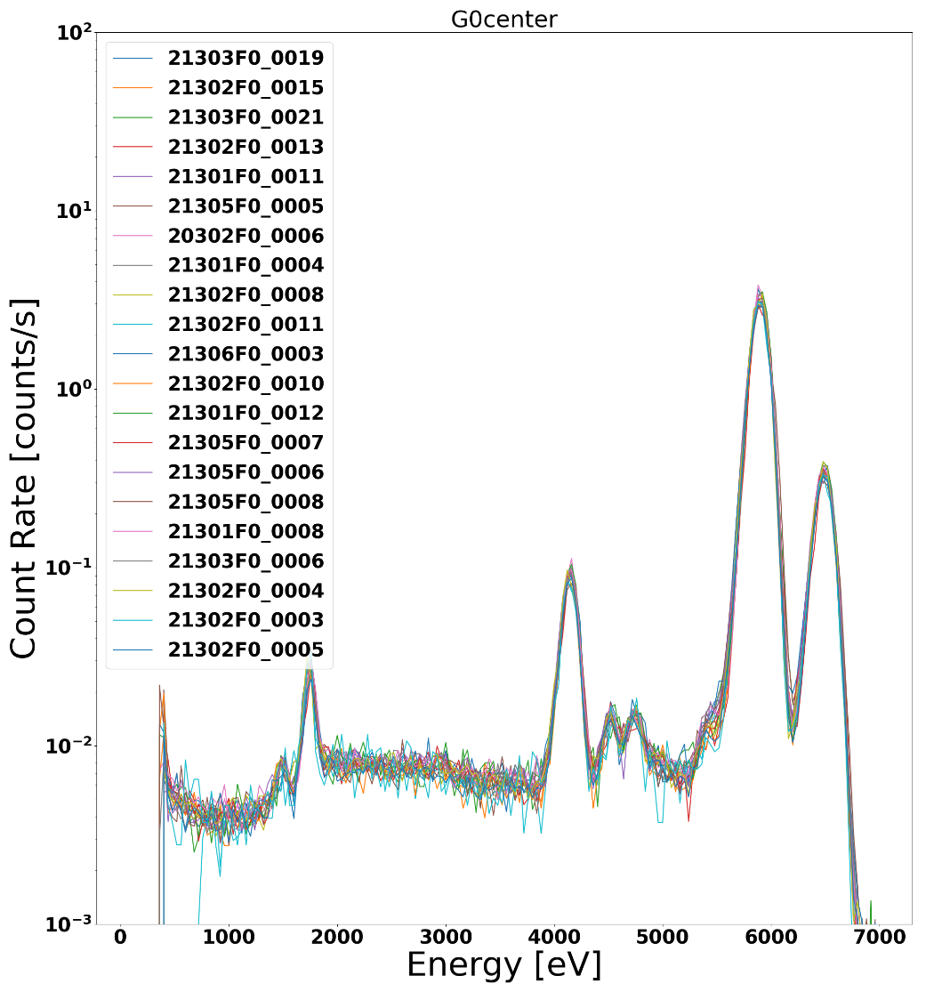 G0center
10²
10¹
10⁰
10⁻¹
10⁻²
10⁻³
Count Rate [counts/s]
21303F0_0019
21302F0_0015
21303F0_0021
21302F0_0013
21301F0_0011
21305F0_0005
20302F0_0006
21301F0_0004
21302F0_0008
21302F0_0011
21306F0_0003
21302F0_0010
21301F0_0012
21305F0_0007
21305F0_0006
21305F0_0008
21301F0_0008
21303F0_0006
21302F0_0004
21302F0_0003
21302F0_0005
0 1000 2000 3000 4000 5000 6000 7000
Energy [eV]